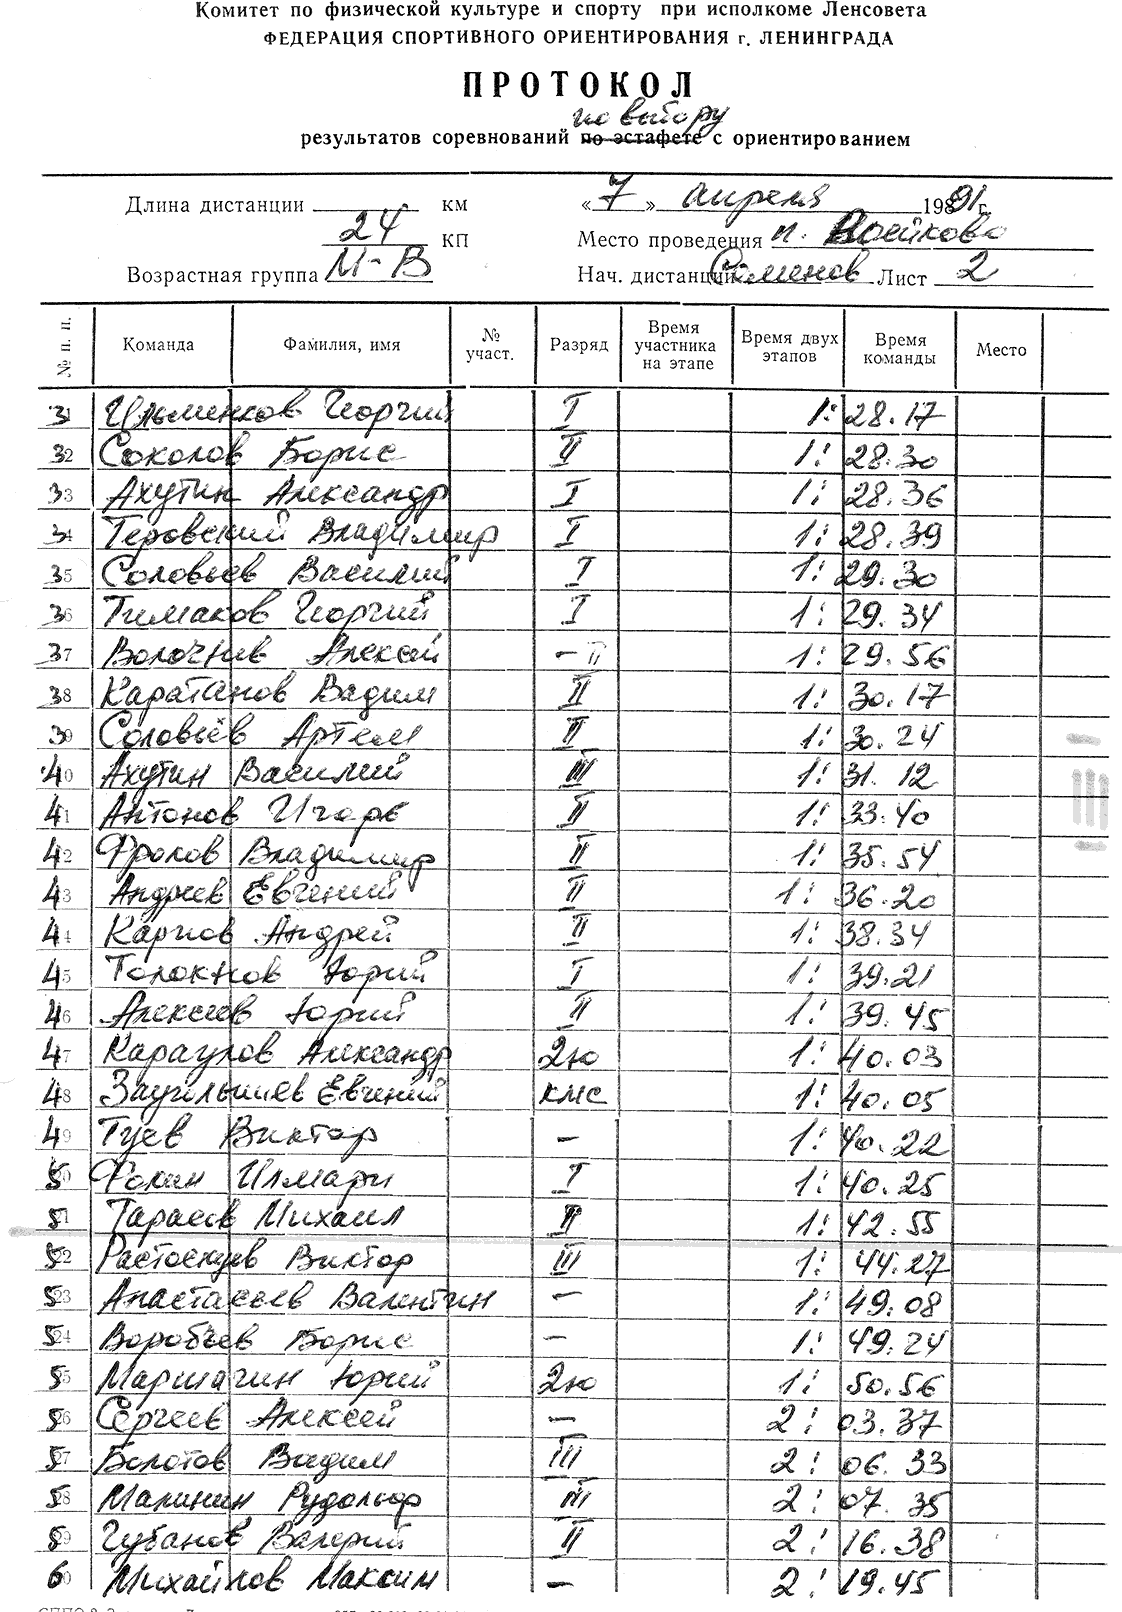 Комитет по физической культуре и спорту при исполкоме Ленсовета
ФЕДЕРАЦИЯ СПОРТИВНОГО ОРИЕНТИРОВАНИЯ г. ЛЕНИНГРАДА
ПРОТОКОЛ
по выбору
результатов соревнований по эстафете с ориентированием
Длина дистанции км «7» апреля 1991 г.
24 КП Место проведения п. Воейково
Возрастная группа М-В Нач. дистанции Семенов Лист 2
№ п. п. Команда Фамилия, имя № участ. Разряд Время участника на этапе Время двух этапов Время команды Место
31 Ильменков Георгий I 1:28.17
32 Соколов Борис II 1:28.30
33 Ахутин Александр I 1:28.36
34 Теровский Владимир I 1:28.39
35 Соловьев Василий I 1:29.30
36 Тимаков Георгий I 1:29.34
37 Алексей – II 1:29.56
38 Каратанов Вадим II 1:30.17
39 Соловьёв Артем II 1:30.24
40 Ахутин Василий III 1:31.12
41 Антонов Игорь II 1:33.40
42 Фролов Владимир II 1:35.54
43 Андреев Евгений II 1:36.20
44 Карпов Андрей II 1:38.34
45 Толокнов Юрий I 1:39.21
46 Алексеев Юрий II 1:39.45
47 Караулов Александр 2ю 1:40.03
48 Евгений кмс 1:40.05
49 Гуев Виктор – 1:40.22
50 Фокин Илмари I 1:40.25
51 Тарасов Михаил II 1:42.55
52 Виктор III 1:44.27
53 Анастасьев Валентин – 1:49.08
54 Воробьев Борис – 1:49.24
55 Маршагин Юрий 2ю 1:50.56
56 Сергеев Алексей – 2:03.37
57 Болотов Вадим III 2:06.33
58 Малинин Рудольф III 2:07.35
59 Губанов Валерий II 2:16.38
60 Михайлов Максим – 2:19.45